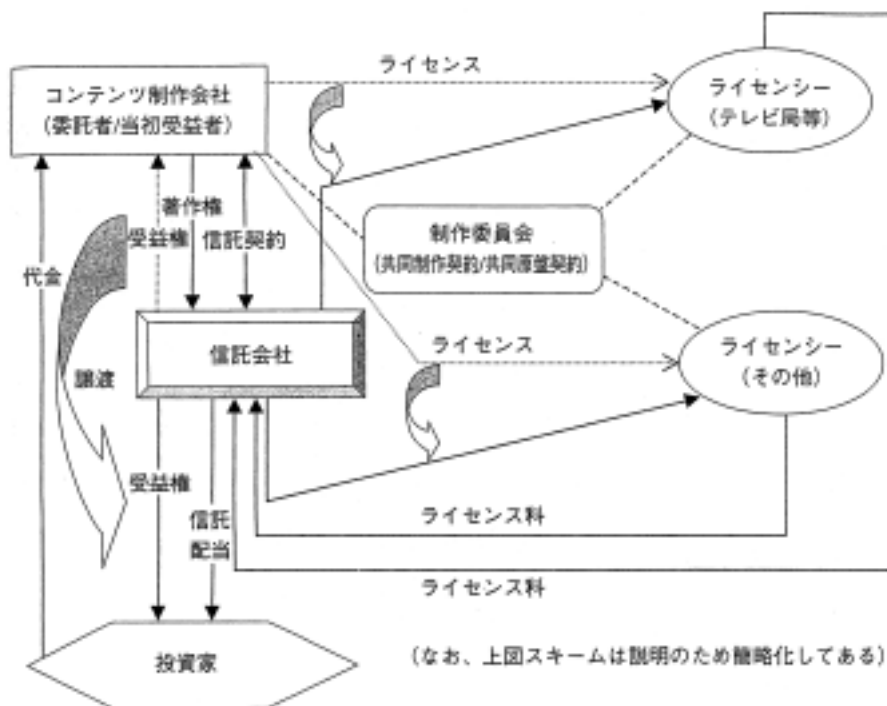 ライセンス
コンテンツ制作会社
(委託者/当初受益者)
ライセンシー
(テレビ局等)
著作権
受益権
信託契約
制作委員会
(共同制作契約/共同原盤契約)
代金
信託会社
ライセンス
ライセンシー
(その他)
譲渡
受益権
信託
配当
ライセンス料
ライセンス料
投資家
(なお、上図スキームは説明のため簡略化してある)